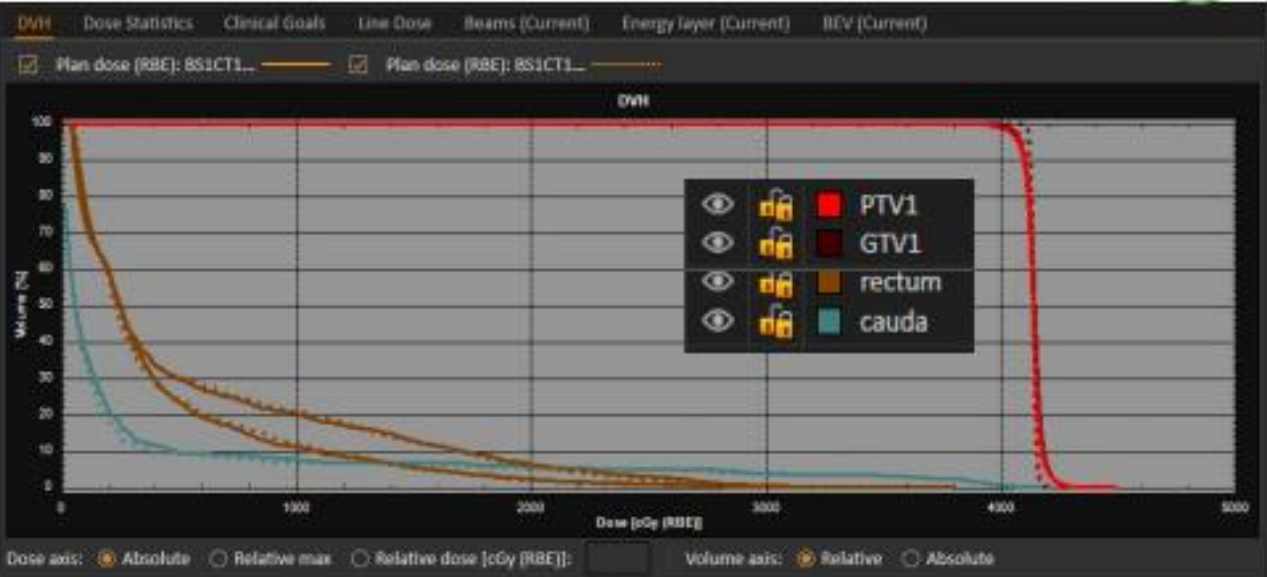 DVH Dose Statistics Clinical Goals Line Dose Beams (Current) Energy layer (Current) BEV (Current)
Plan dose (RBE): BS1CT1... Plan dose (RBE): BS1CT1...
DVH
100
90
80
70
60
50
40
30
20
10
0
Volume [%]
PTV1
GTV1
rectum
cauda
0 1000 2000 3000 4000 5000
Dose [cGy (RBE)]
Dose axis: Absolute Relative max Relative dose [cGy (RBE)]: Volume axis: Relative Absolute